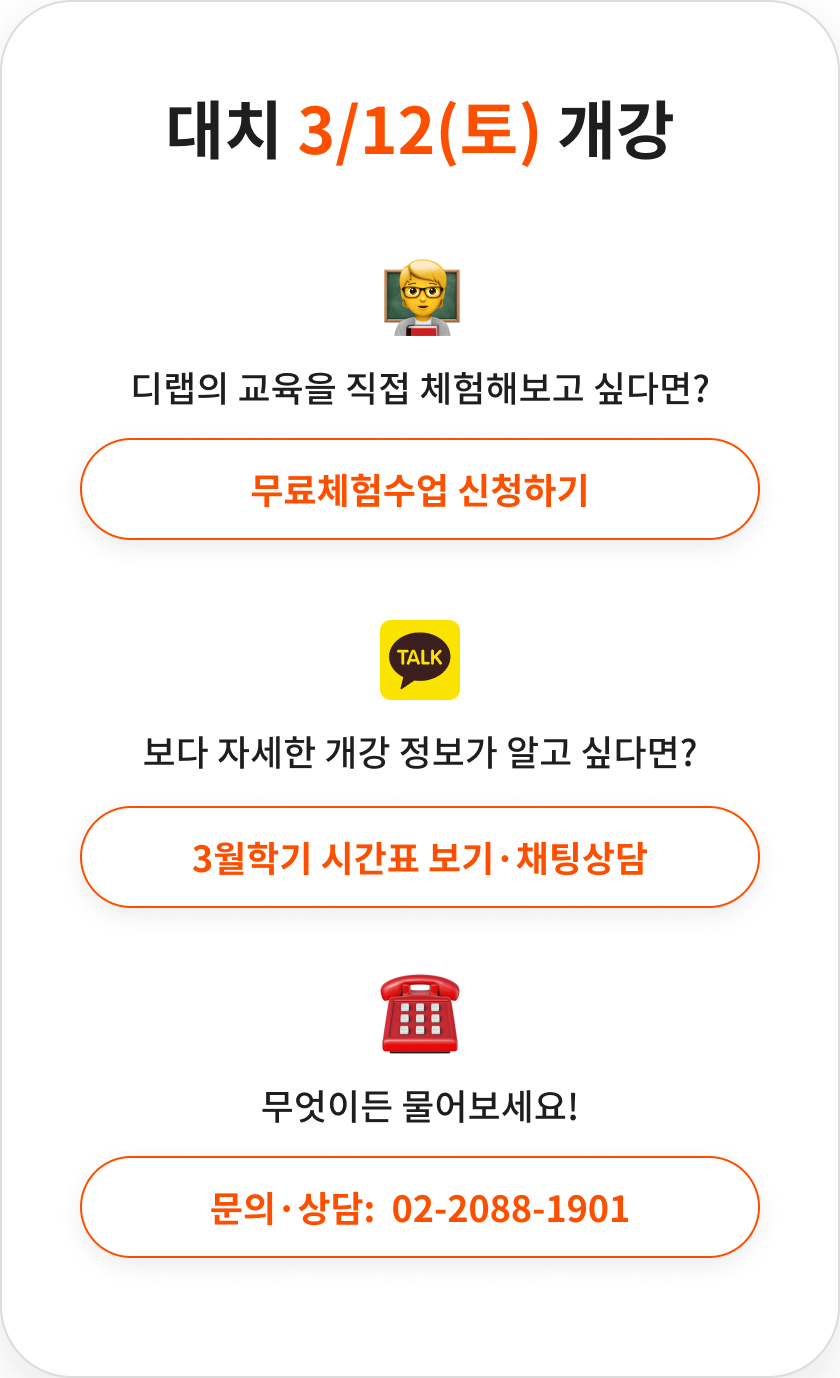 대치 3/12(토) 개강
디랩의 교육을 직접 체험해보고 싶다면?
무료체험수업 신청하기
TALK
보다 자세한 개강 정보가 알고 싶다면?
3월학기 시간표 보기·채팅상담
무엇이든 물어보세요!
문의·상담: 02-2088-1901